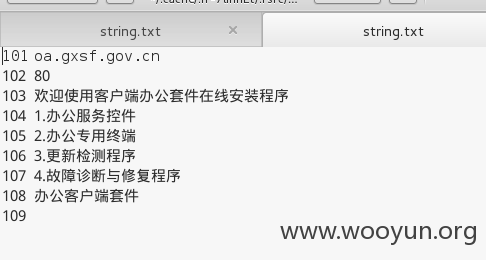 string.txt × string.txt
101 oa.gxsf.gov.cn
102 80
103 欢迎使用客户端办公套件在线安装程序
104 1.办公服务控件
105 2.办公专用终端
106 3.更新检测程序
107 4.故障诊断与修复程序
108 办公客户端套件
109
www.wooyun.org